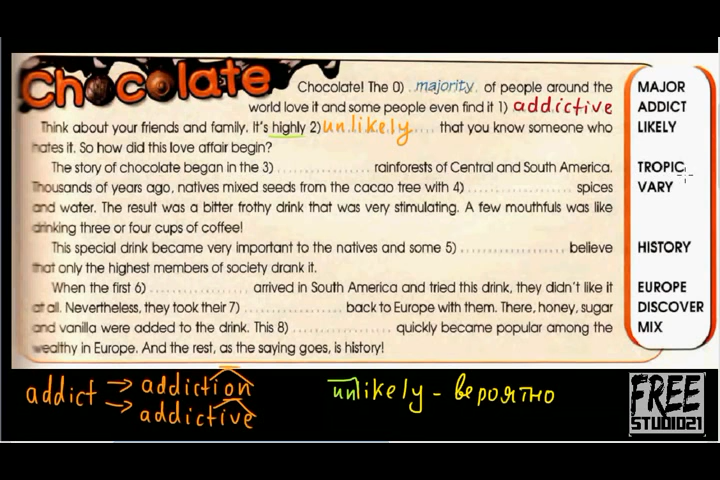 Chocolate
Chocolate! The 0) majority of people around the MAJOR
world love it and some people even find it 1) addictive ADDICT
Think about your friends and family. It's highly 2) unlikely that you know someone who LIKELY
hates it. So how did this love affair begin?
The story of chocolate began in the 3) .................... rainforests of Central and South America. TROPIC
Thousands of years ago, natives mixed seeds from the cacao tree with 4) .................... spices VARY
and water. The result was a bitter frothy drink that was very stimulating. A few mouthfuls was like
drinking three or four cups of coffee!
This special drink became very important to the natives and some 5) .................... believe HISTORY
that only the highest members of society drank it.
When the first 6) .................... arrived in South America and tried this drink, they didn't like it EUROPE
at all. Nevertheless, they took their 7) .................... back to Europe with them. There, honey, sugar DISCOVER
and vanilla were added to the drink. This 8) .................... quickly became popular among the MIX
wealthy in Europe. And the rest, as the saying goes, is history!
addict → addiction unlikely - вероятно
→ addictive
FREE
STUDIO21